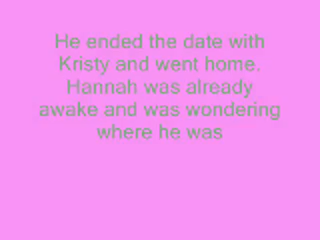 He ended the date with
Kristy and went home.
Hannah was already
awake and was wondering
where he was